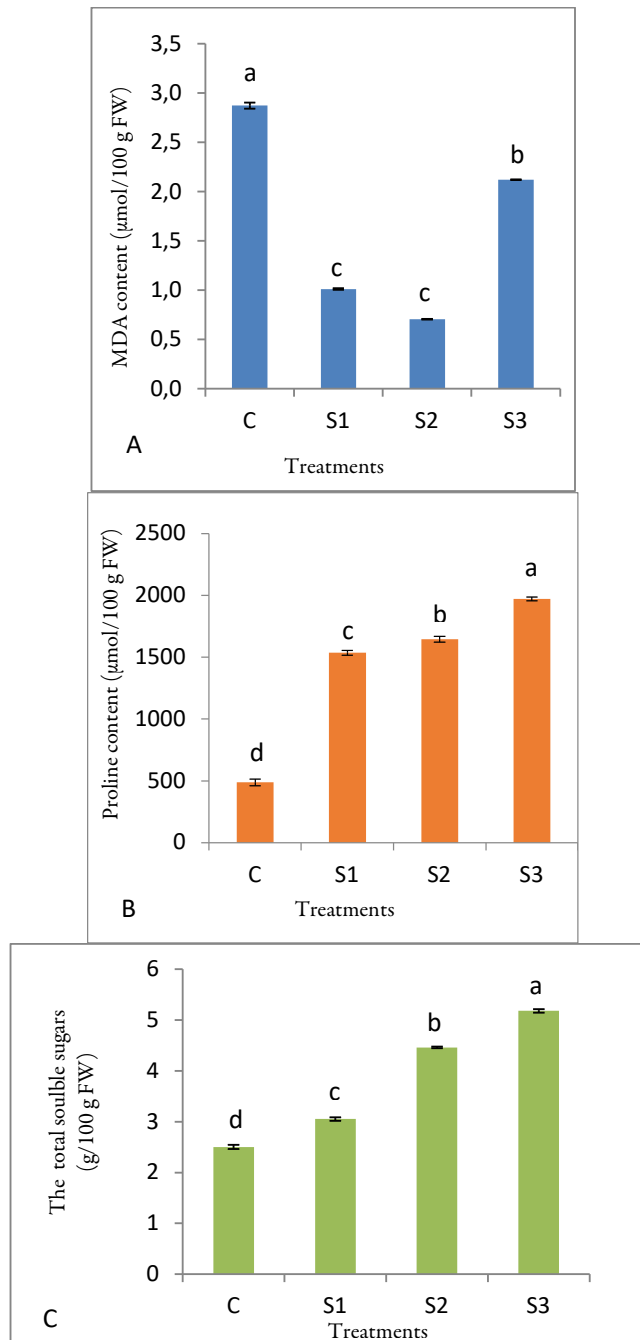 3,5
3,0
2,5
2,0
1,5
1,0
0,5
0,0
MDA content (µmol/100 g FW)
a
c
c
b
C S1 S2 S3
A
Treatments
2500
2000
1500
1000
500
0
Proline content (µmol/100 g FW)
d
c
b
a
C S1 S2 S3
B
Treatments
6
5
4
3
2
1
0
The total soulble sugars
(g/100 g FW)
d
c
b
a
C S1 S2 S3
C
Treatments